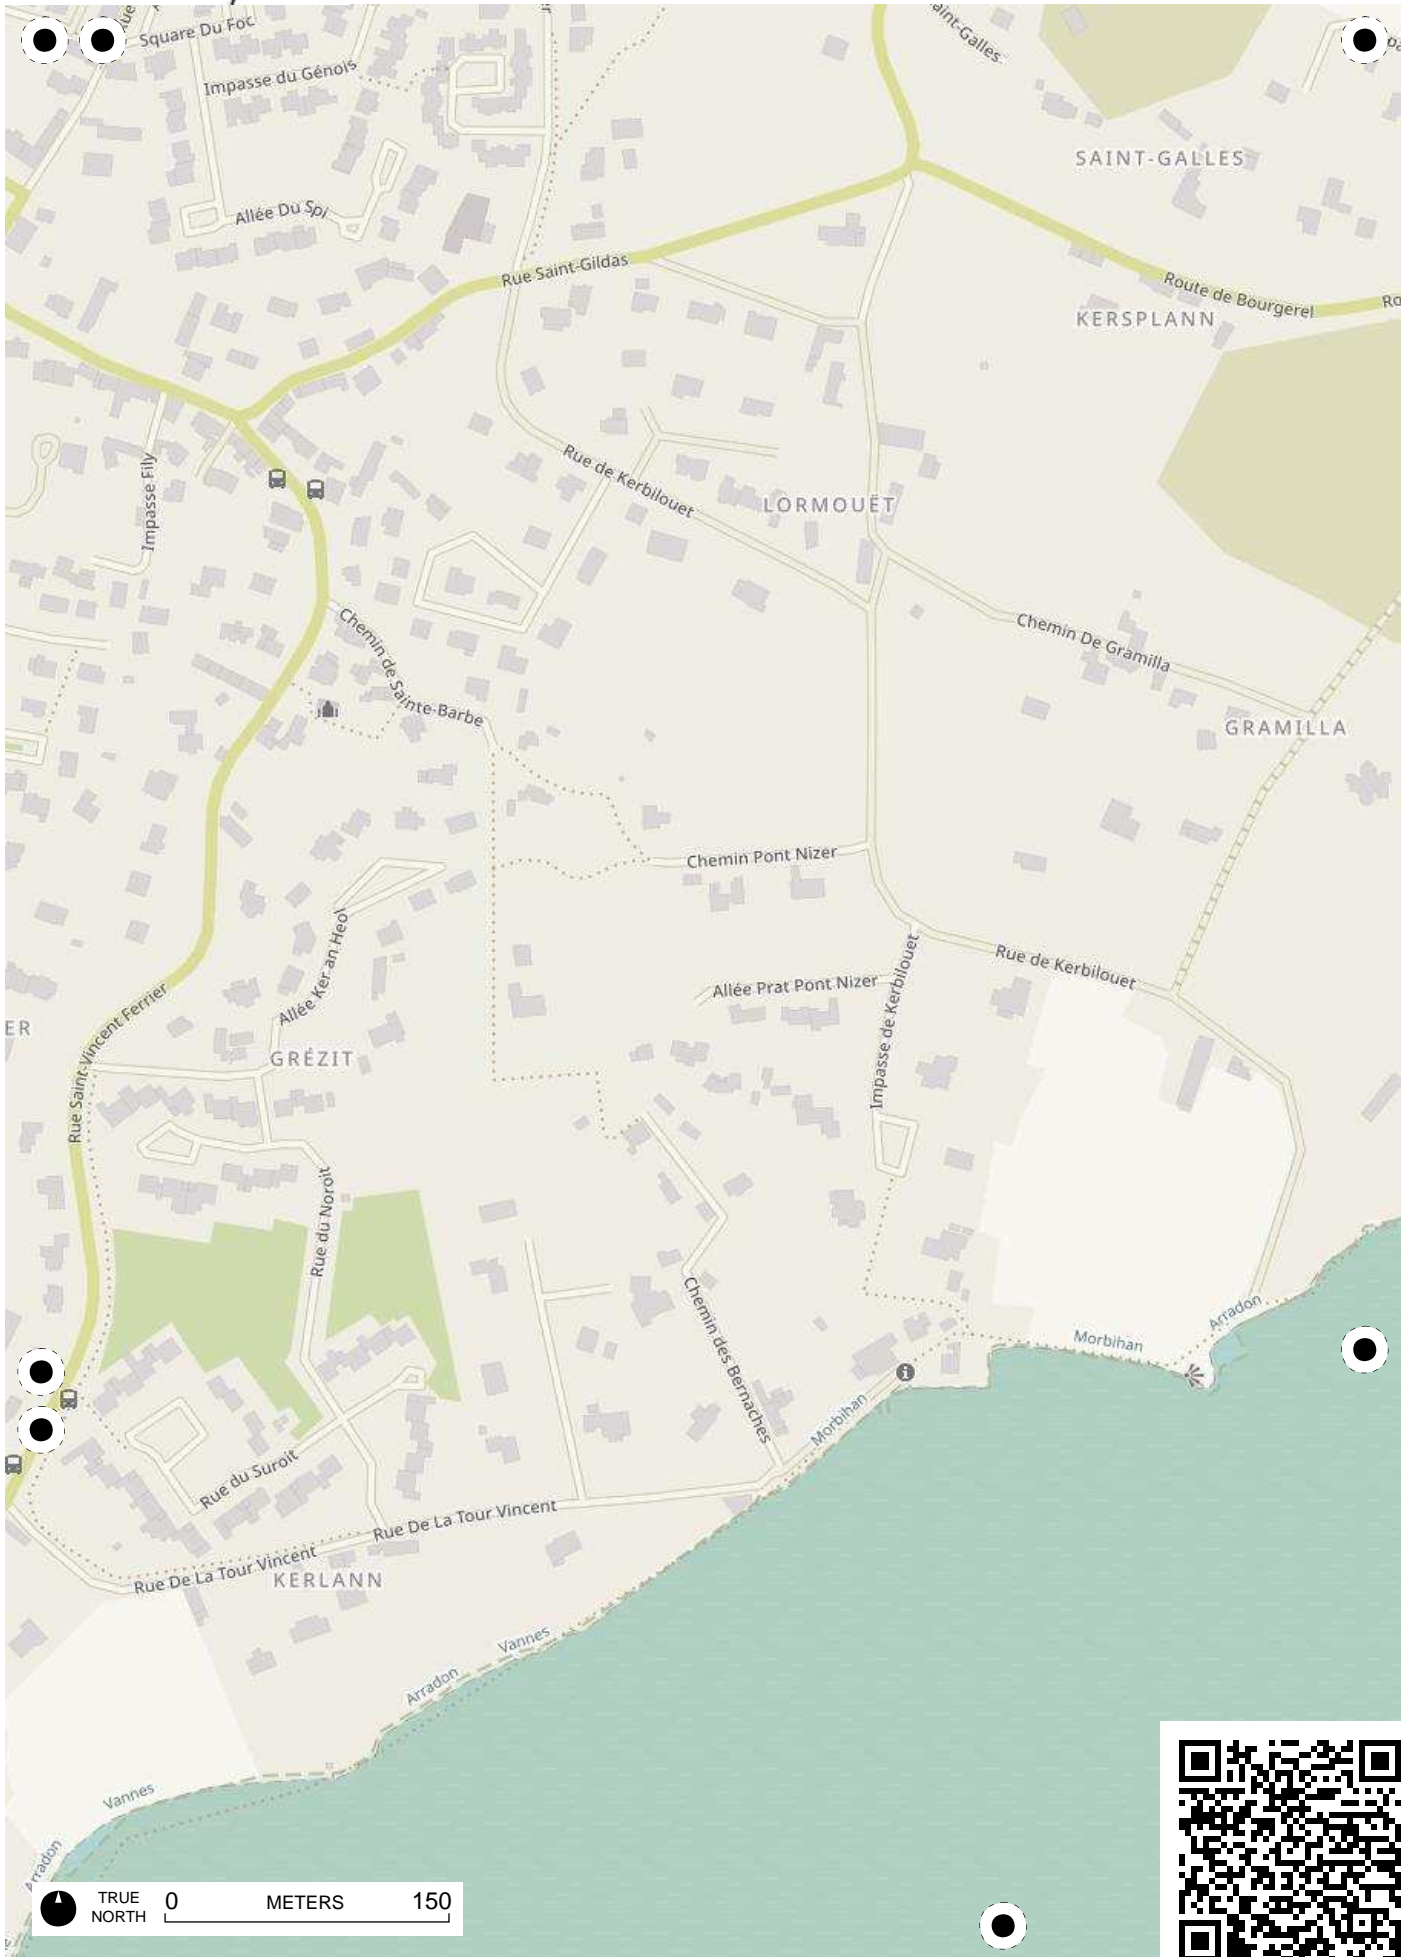 Square Du Foc
Impasse du Génois
SAINT-GALLES
Allée Du Spi
Rue Saint-Gildas
Route de Bourgerel
KERSPLANN
Impasse Fily
Rue de Kerbilouet
LORMOUËT
Chemin de Sainte-Barbe
Chemin De Gramilla
GRAMILLA
Chemin Pont Nizer
Allée Ker an Heol
Rue de Kerbilouet
Allée Prat Pont Nizer
Impasse de Kerbilouet
Rue Saint-Vincent Ferrier
ER
GRÉZIT
Rue du Noroit
Chemin des Bernaches
Arradon
Morbihan
Morbihan
Rue du Suroit
Rue De La Tour Vincent
Rue De La Tour Vincent
KERLANN
Vannes
Arradon
Vannes
Arradon
TRUE NORTH
0 METERS 150